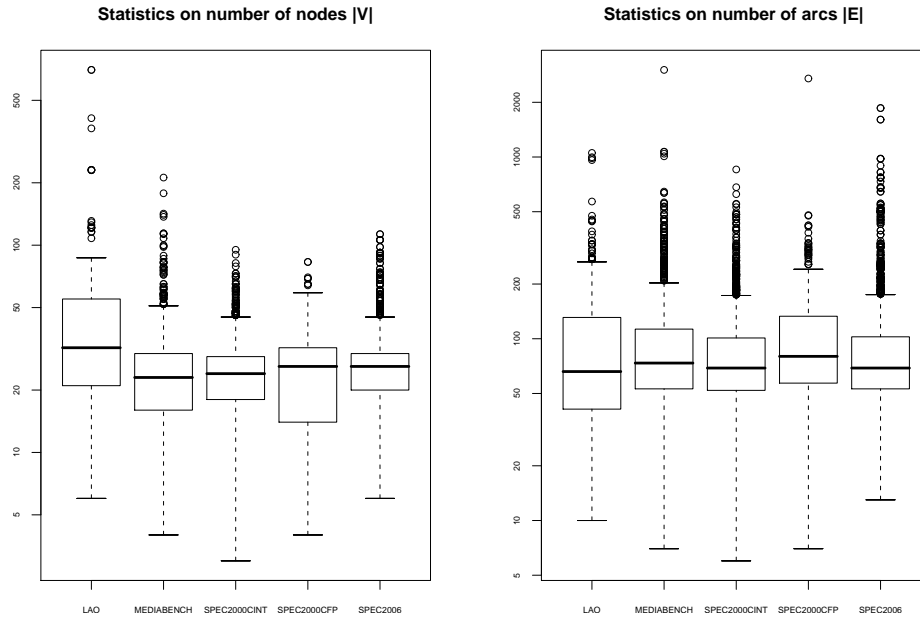 Statistics on number of nodes |V|
500
200
100
50
20
10
5
LAO
MEDIABENCH
SPEC2000CINT
SPEC2000CFP
SPEC2006
Statistics on number of arcs |E|
2000
1000
500
200
100
50
20
10
5
LAO
MEDIABENCH
SPEC2000CINT
SPEC2000CFP
SPEC2006